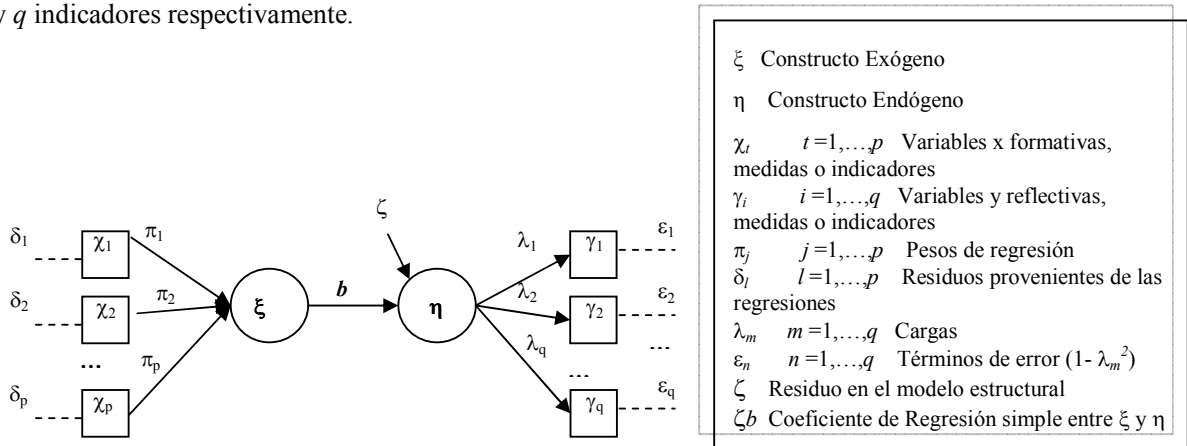 y q indicadores respectivamente.
ξ Constructo Exógeno
η Constructo Endógeno
χt t =1,…,p Variables x formativas,
medidas o indicadores
γi i =1,…,q Variables y reflectivas,
medidas o indicadores
πj j =1,…,p Pesos de regresión
δl l =1,…,p Residuos provenientes de las
regresiones
λm m =1,…,q Cargas
εn n =1,…,q Términos de error (1- λm²)
ζ Residuo en el modelo estructural
ζb Coeficiente de Regresión simple entre ξ y η
ζ
δ1 χ1 π1 λ1 γ1 ε1
δ2 χ2 π2 ξ b η λ2 γ2 ε2
... πp λq ... ...
δp χp γq εq